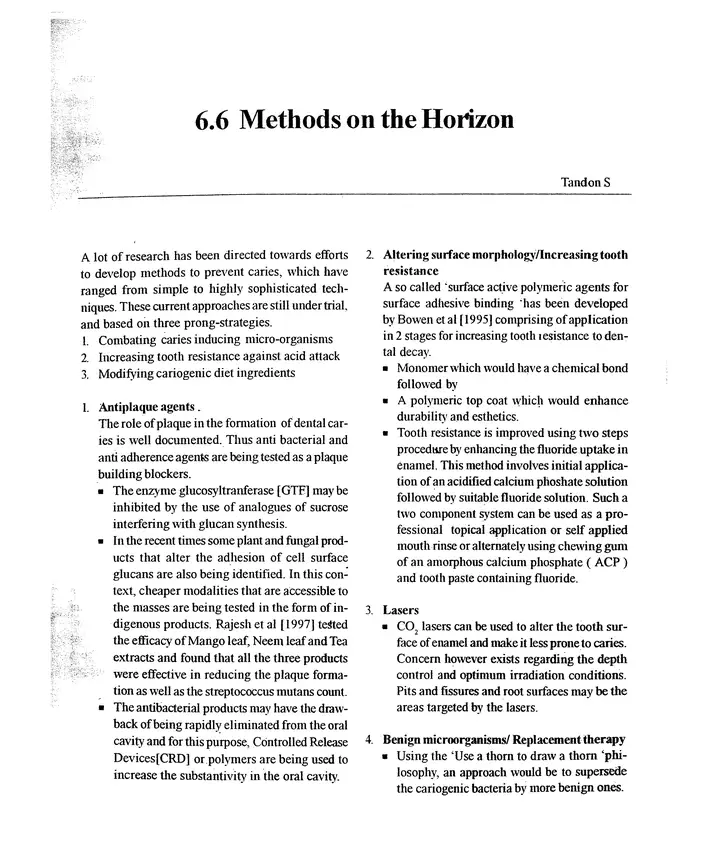 6.6 Methods on the Horizon
Tandon S
A lot of research has been directed towards efforts
to develop methods to prevent caries, which have
ranged from simple to highly sophisticated tech-
niques. These current approaches are still under trial,
and based on three prong-strategies.
1. Combating caries inducing micro-organisms
2. Increasing tooth resistance against acid attack
3. Modifying cariogenic diet ingredients
1. Antiplaque agents .
The role of plaque in the formation of dental car-
ies is well documented. Thus anti bacterial and
anti adherence agents are being tested as a plaque
building blockers.
▪ The enzyme glucosyltranferase [GTF] may be
inhibited by the use of analogues of sucrose
interfering with glucan synthesis.
▪ In the recent times some plant and fungal prod-
ucts that alter the adhesion of cell surface
glucans are also being identified. In this con-
text, cheaper modalities that are accessible to
the masses are being tested in the form of in-
digenous products. Rajesh et al [1997] tested
the efficacy of Mango leaf, Neem leaf and Tea
extracts and found that all the three products
were effective in reducing the plaque forma-
tion as well as the streptococcus mutans count.
▪ The antibacterial products may have the draw-
back of being rapidly eliminated from the oral
cavity and for this purpose, Controlled Release
Devices[CRD] or polymers are being used to
increase the substantivity in the oral cavity.
2. Altering surface morphology/Increasing tooth
resistance
A so called 'surface active polymeric agents for
surface adhesive binding 'has been developed
by Bowen et al [1995] comprising of application
in 2 stages for increasing tooth resistance to den-
tal decay.
▪ Monomer which would have a chemical bond
followed by
▪ A polymeric top coat which would enhance
durability and esthetics.
▪ Tooth resistance is improved using two steps
procedure by enhancing the fluoride uptake in
enamel. This method involves initial applica-
tion of an acidified calcium phoshate solution
followed by suitable fluoride solution. Such a
two component system can be used as a pro-
fessional topical application or self applied
mouth rinse or alternately using chewing gum
of an amorphous calcium phosphate ( ACP )
and tooth paste containing fluoride.
3. Lasers
▪ CO2 lasers can be used to alter the tooth sur-
face of enamel and make it less prone to caries.
Concern however exists regarding the depth
control and optimum irradiation conditions.
Pits and fissures and root surfaces may be the
areas targeted by the lasers.
4. Benign microorganisms/ Replacement therapy
▪ Using the 'Use a thorn to draw a thorn 'phi-
losophy, an approach would be to supersede
the cariogenic bacteria by more benign ones.